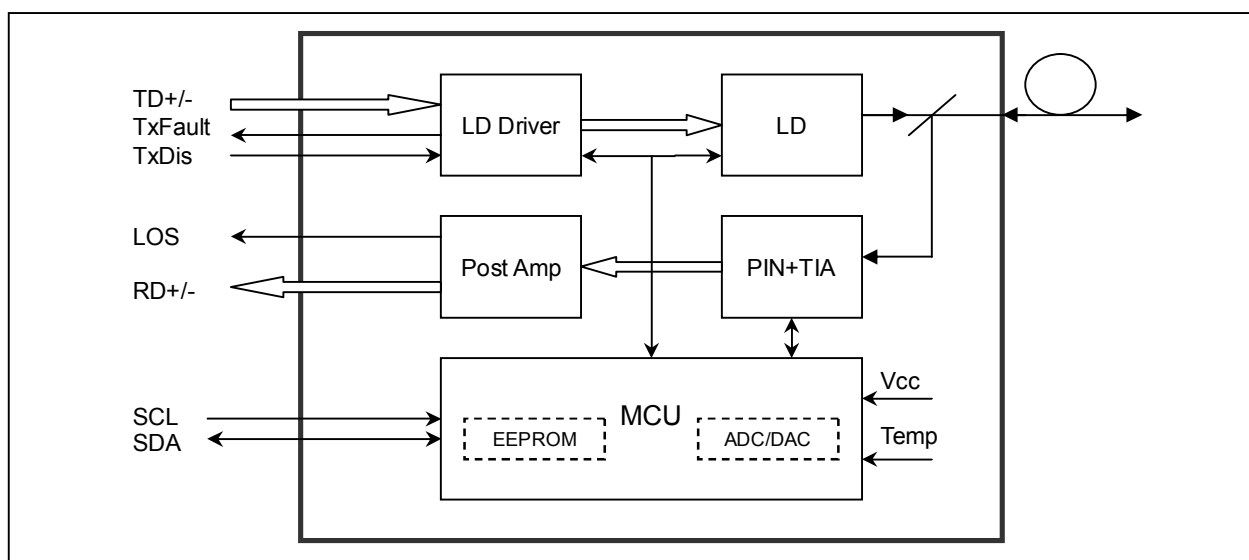 TD+/-
TxFault
TxDis
LD Driver
LD
LOS
RD+/-
Post Amp
PIN+TIA
SCL
SDA
MCU
EEPROM
ADC/DAC
Vcc
Temp